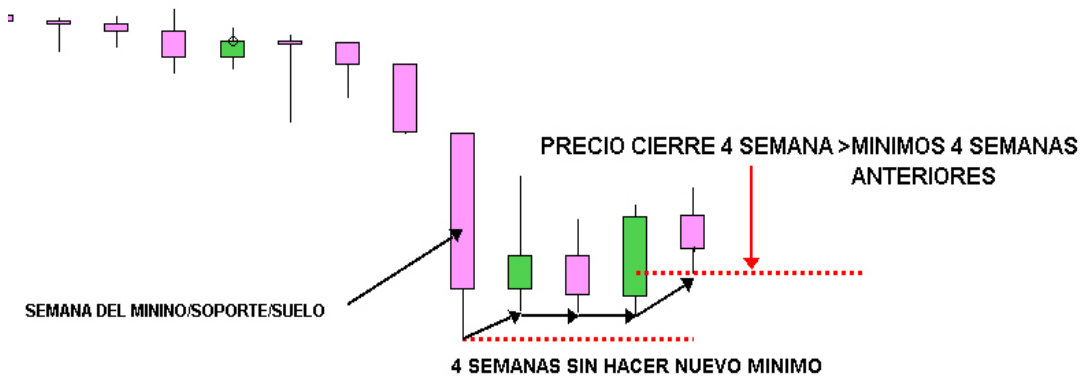 PRECIO CIERRE 4 SEMANA >MINIMOS 4 SEMANAS
ANTERIORES
SEMANA DEL MININO/SOPORTE/SUELO
4 SEMANAS SIN HACER NUEVO MINIMO